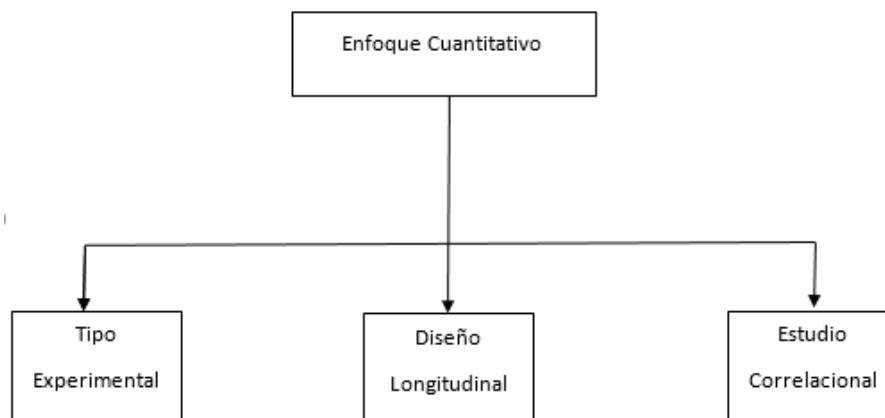 Enfoque Cuantitativo
Tipo
Experimental
Diseño
Longitudinal
Estudio
Correlacional